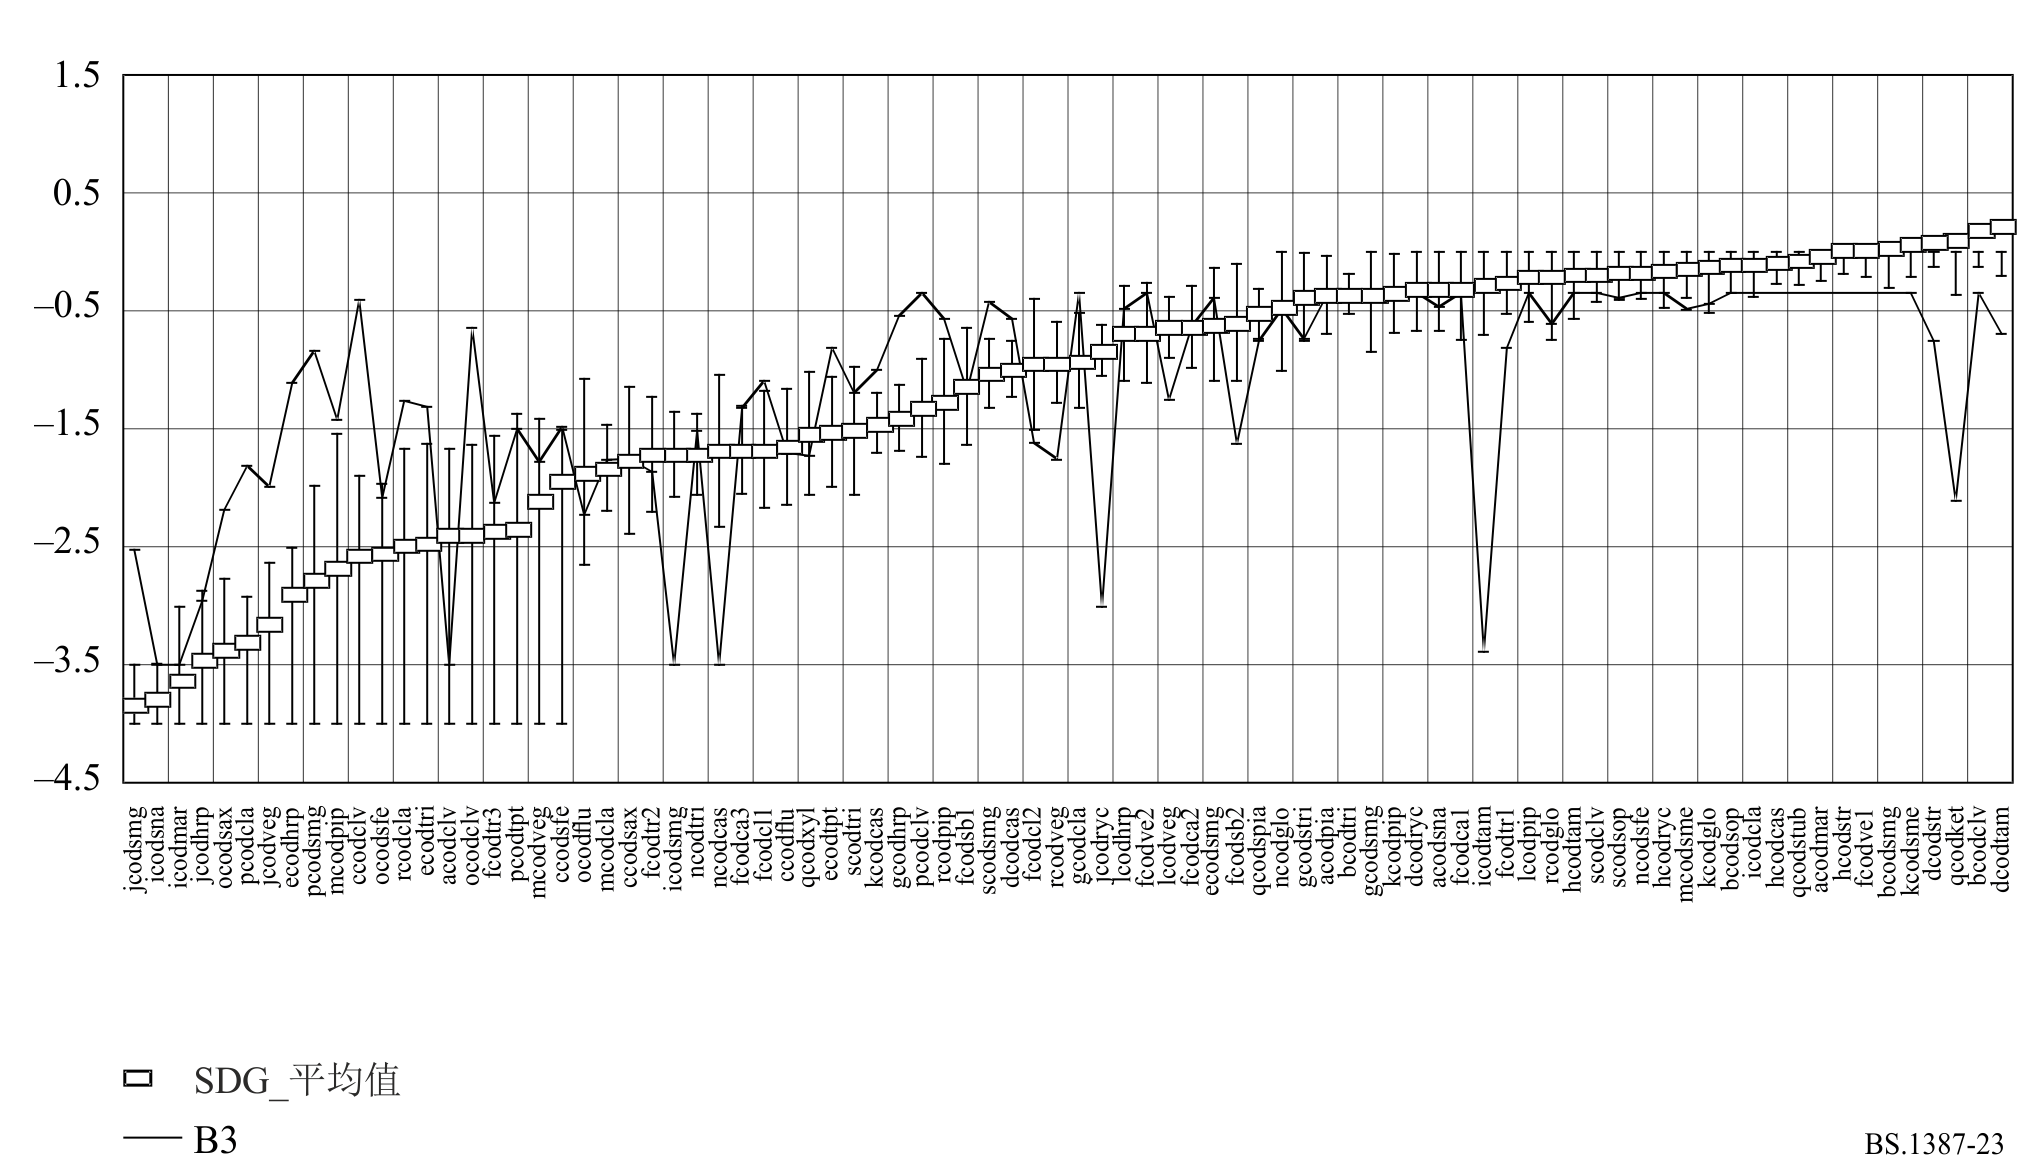 1.5
0.5
–0.5
–1.5
–2.5
–3.5
–4.5
jcodsmg
icodsna
icodmar
jcodhrp
ocodsax
pcodcla
jcodveg
ecodhrp
pcodsmg
mcodpip
ccodclv
ocodsfe
rcodcla
ecodtri
acodclv
ocodclv
fcodtr3
pcodtpt
mcodveg
ccodsfe
ocodflu
mcodcla
ccodsax
fcodtr2
icodsmg
ncodtri
ncodcas
fcodca3
fcodcl1
ccodflu
qcodxyl
ecodtpt
scodtri
kcodcas
gcodhrp
pcodclv
rcodpip
fcodsb1
scodsmg
dcodcas
fcodcl2
rcodveg
gcodcla
jcodryc
lcodhrp
fcodve2
lcodveg
fcodca2
ecodsmg
fcodsb2
qcodspia
ncodglo
gcodstri
acodpia
bcodtri
gcodsmg
kcodpip
dcodryc
acodsna
fcodca1
icodtam
fcodtr1
lcodpip
rcodglo
hcodtam
scodclv
scodsop
ncodsfe
hcodryc
mcodsme
kcodglo
bcodsop
icodcla
hcodcas
qcodstub
acodmar
hcodstr
fcodve1
bcodsmg
kcodsme
dcodstr
qcodket
bcodclv
dcodtam
SDG_平均值
B3
BS.1387-23